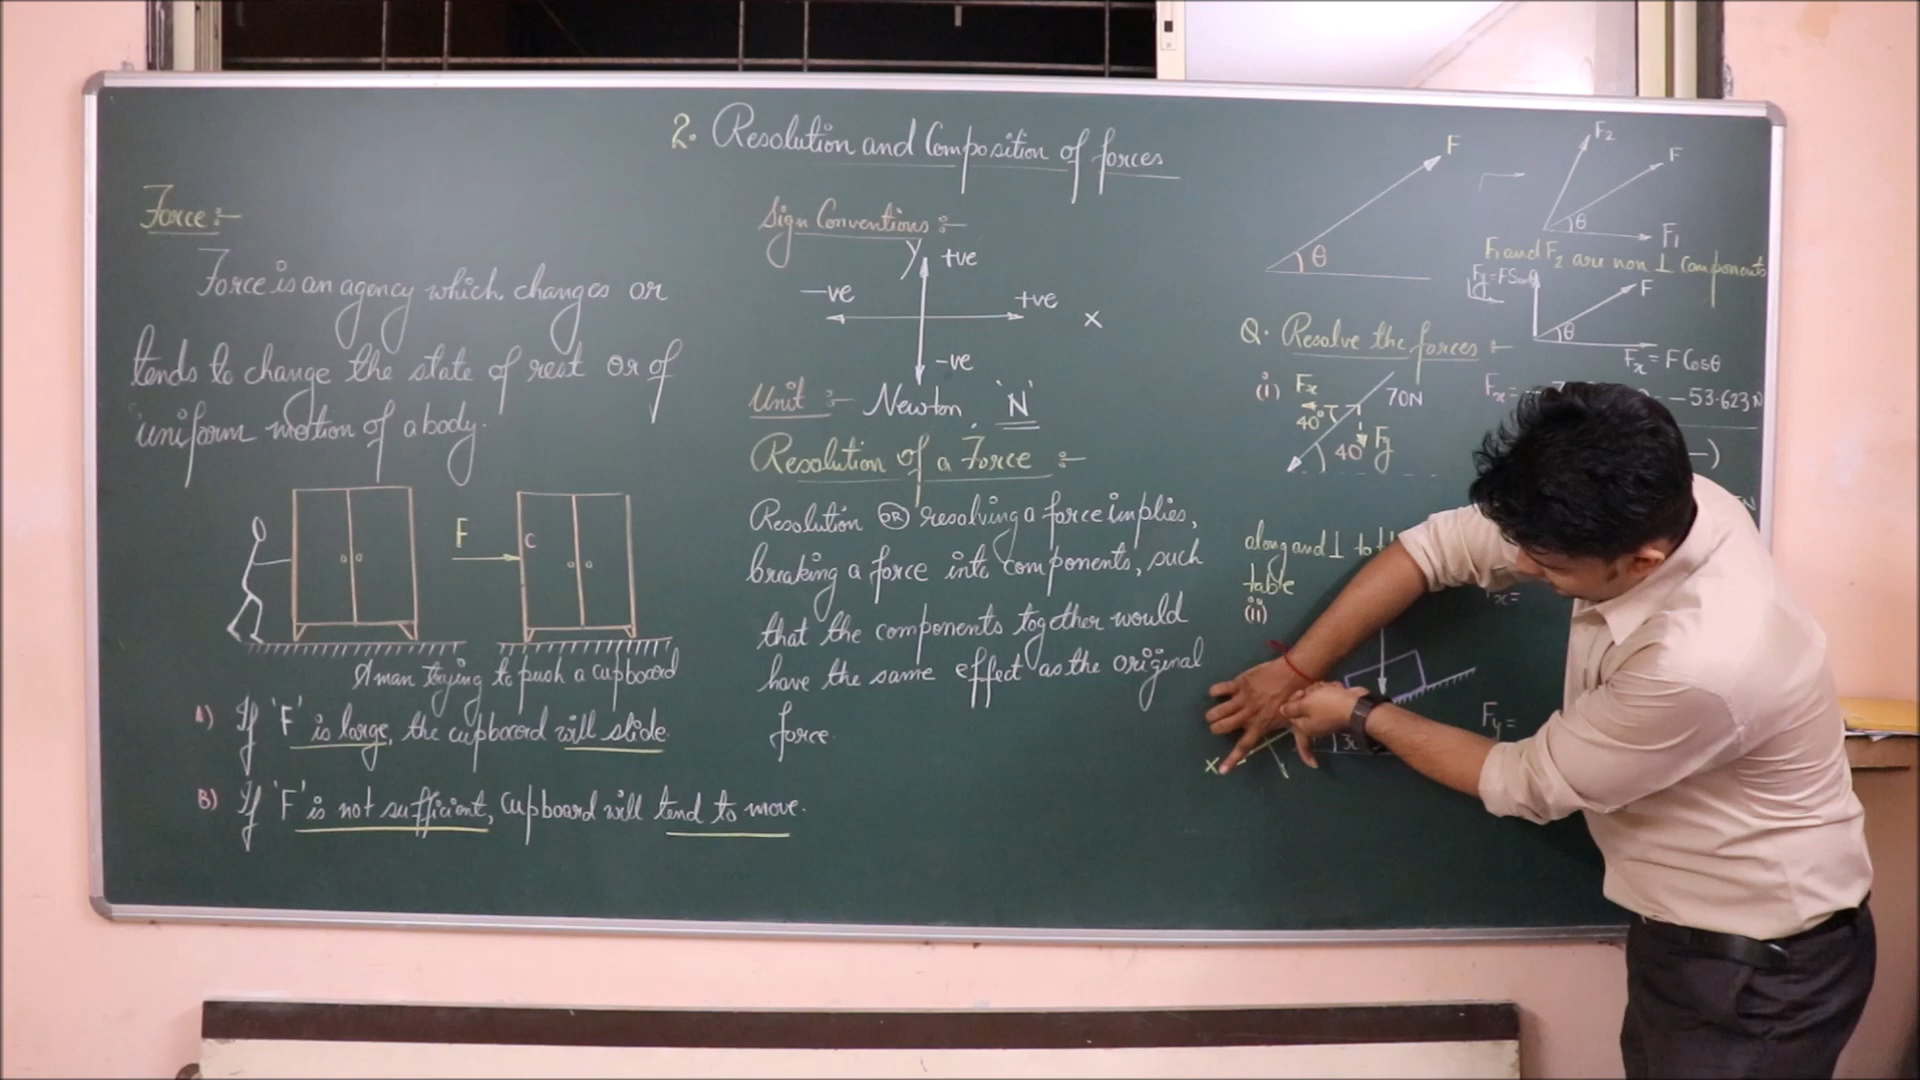 2. Resolution and Composition of forces
Force :-
Force is an agency which changes or
tends to change the state of rest or of
uniform motion of a body.
F
C
A man trying to push a cupboard
A) If 'F' is large, the cupboard will slide.
B) If 'F' is not sufficient, cupboard will tend to move.
Sign Conventions :-
y
+ve
-ve
+ve
x
-ve
Unit :- Newton 'N'
Resolution of a Force :-
Resolution OR resolving a force implies,
breaking a force into components, such
that the components together would
have the same effect as the original
force.
F
θ
F2
F
θ
F1
F1 and F2 are non ⊥ components
Fy = F Sinθ
F
θ
Fx = F Cosθ
Q. Resolve the forces :-
(i) Fx
70N
40°
40°
Fy
Fx =
= - 53.623 N
along and ⊥ to
table
(ii)
Fx =
Fy =
x